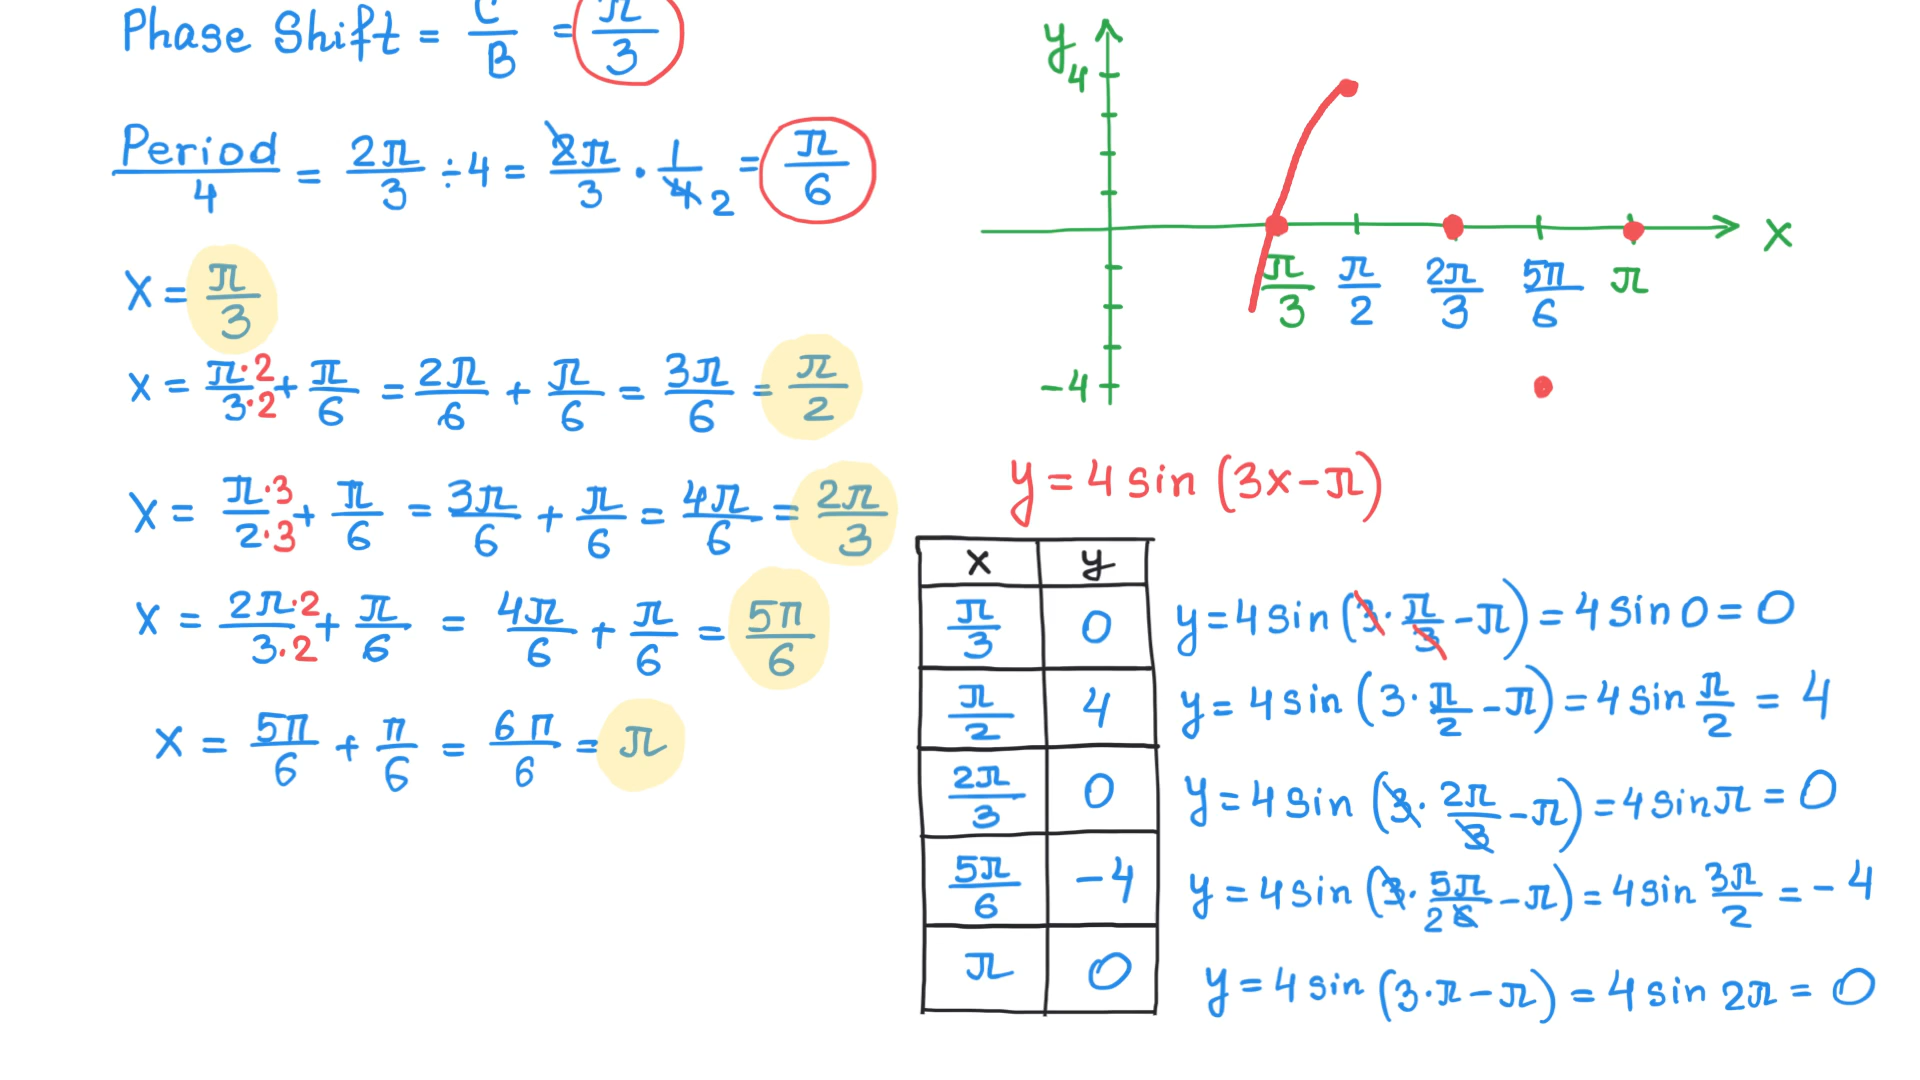 Phase Shift = C/B = π/3
Period/4 = 2π/3 ÷ 4 = 2π/3 · 1/4 2 = π/6
x = π/3
x = π·2/3·2 + π/6 = 2π/6 + π/6 = 3π/6 = π/2
x = π·3/2·3 + π/6 = 3π/6 + π/6 = 4π/6 = 2π/3
x = 2π·2/3·2 + π/6 = 4π/6 + π/6 = 5π/6
x = 5π/6 + π/6 = 6π/6 = π
y
4
x
π/3 π/2 2π/3 5π/6 π
-4
y = 4 sin (3x - π)
x y
π/3 0 y = 4 sin (3 · π/3 - π) = 4 sin 0 = 0
π/2 4 y = 4 sin (3 · π/2 - π) = 4 sin π/2 = 4
2π/3 0 y = 4 sin (3 · 2π/3 - π) = 4 sin π = 0
5π/6 -4 y = 4 sin (3 · 5π/2 6 - π) = 4 sin 3π/2 = -4
π 0 y = 4 sin (3 · π - π) = 4 sin 2π = 0